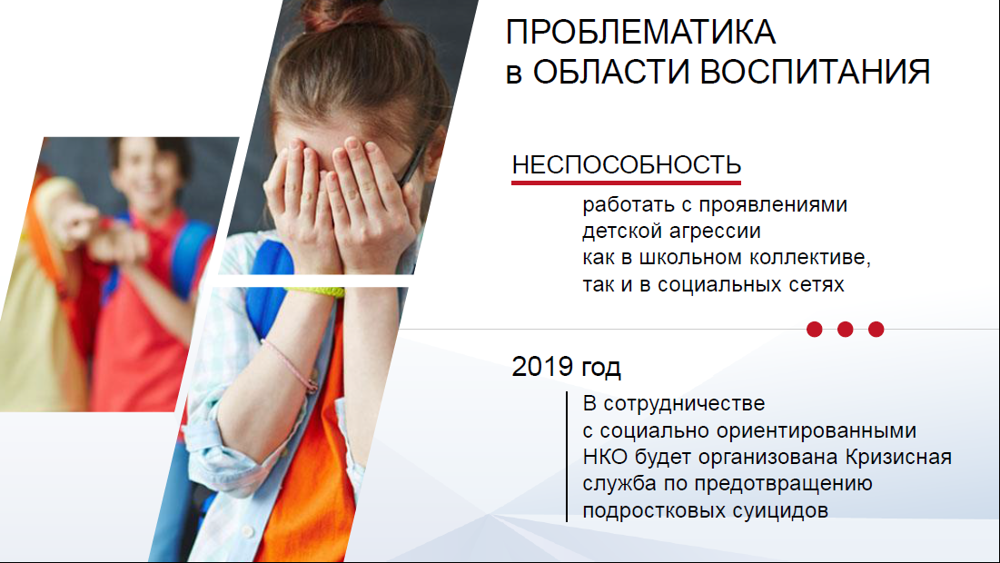 ПРОБЛЕМАТИКА
в ОБЛАСТИ ВОСПИТАНИЯ
НЕСПОСОБНОСТЬ
работать с проявлениями
детской агрессии
как в школьном коллективе,
так и в социальных сетях
2019 год
В сотрудничестве
с социально ориентированными
НКО будет организована Кризисная
служба по предотвращению
подростковых суицидов